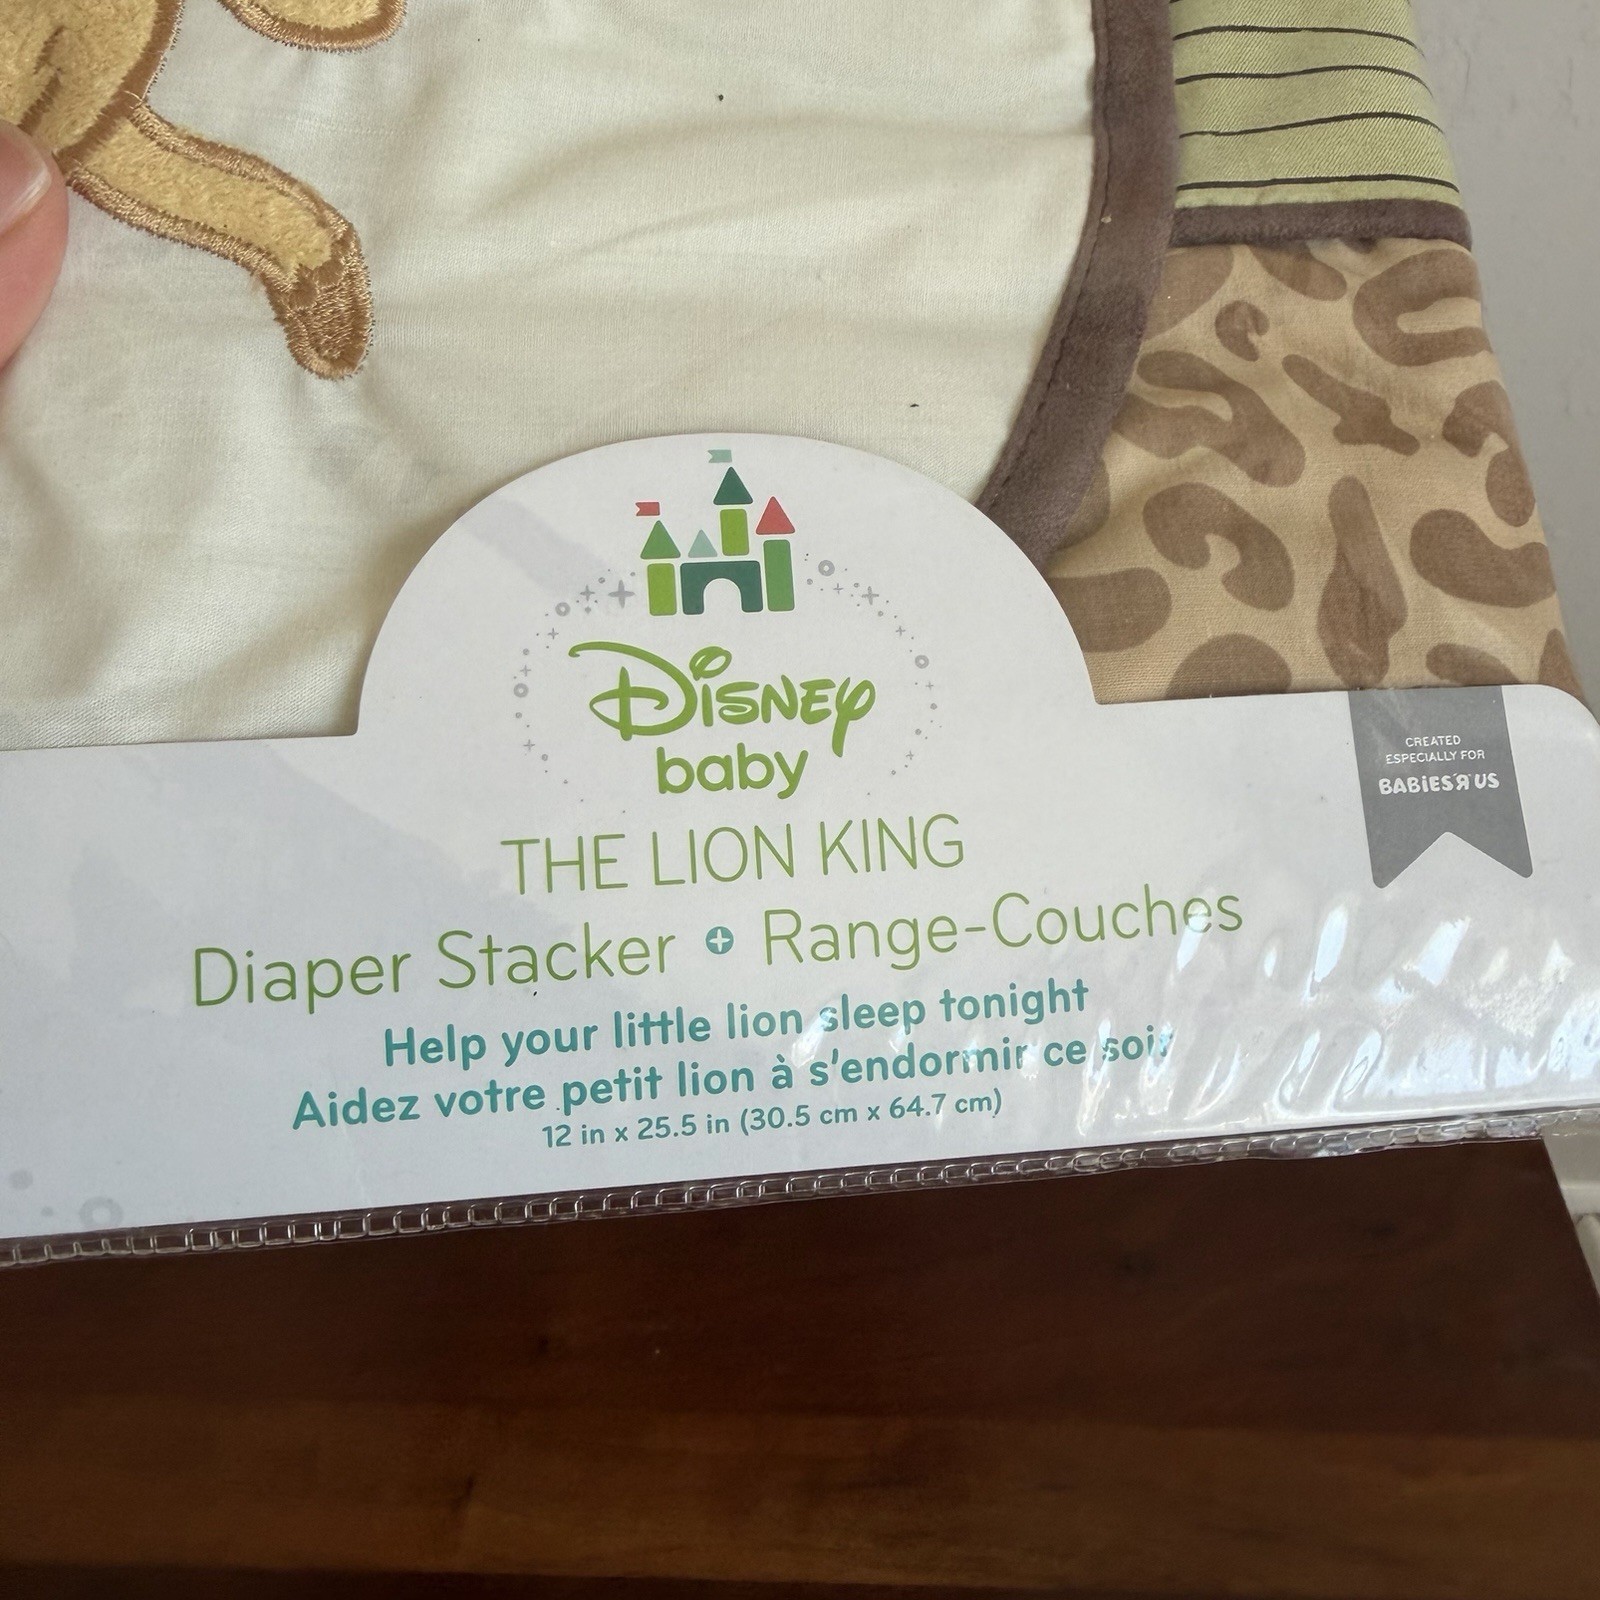 Disney
baby
THE LION KING
Diaper Stacker + Range-Couches
Help your little lion sleep tonight
Aidez votre petit lion à s'endormir ce soir
12 in x 25.5 in (30.5 cm x 64.7 cm)
CREATED
ESPECIALLY FOR
BABIES"R"US